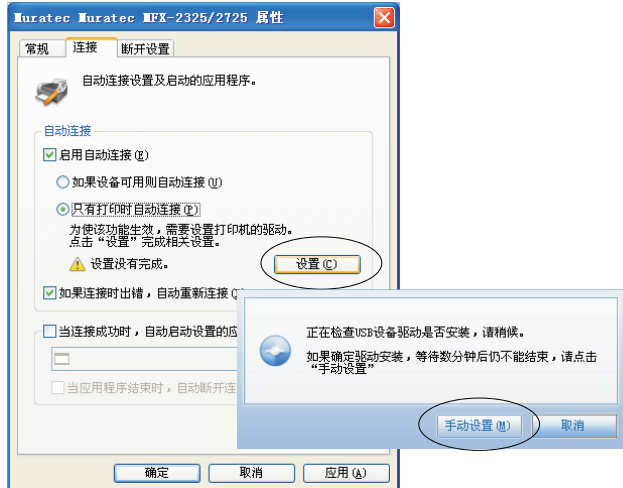 Muratec Muratec MFX-2325/2725 属性
常规 连接 断开设置
自动连接设置及启动的应用程序。
自动连接
启用自动连接(E)
如果设备可用则自动连接(U)
只有打印时自动连接(P)
为使该功能生效，需要设置打印机的驱动。
点击“设置”完成相关设置。
设置没有完成。
设置(C)
如果连接时出错，自动重新连接
当连接成功时，自动启动设置的应
当应用程序结束时，自动断开连
确定 取消 应用(A)
正在检查USB设备驱动是否安装，请稍候。
如果确定驱动安装，等待数分钟后仍不能结束，请点击
“手动设置”
手动设置(M) 取消